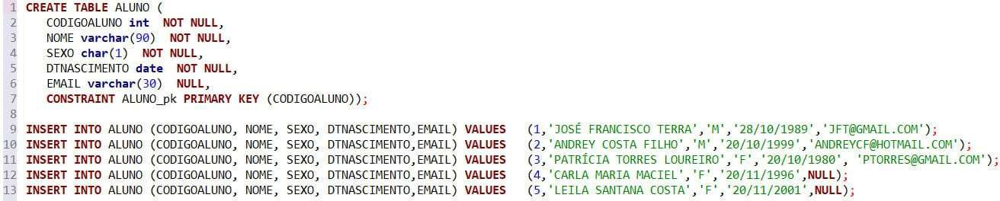 1 CREATE TABLE ALUNO (
2 CODIGOALUNO int NOT NULL,
3 NOME varchar(90) NOT NULL,
4 SEXO char(1) NOT NULL,
5 DTNASCIMENTO date NOT NULL,
6 EMAIL varchar(30) NULL,
7 CONSTRAINT ALUNO_pk PRIMARY KEY (CODIGOALUNO));
8
9 INSERT INTO ALUNO (CODIGOALUNO, NOME, SEXO, DTNASCIMENTO,EMAIL) VALUES (1,'JOSÉ FRANCISCO TERRA','M','28/10/1989','JFT@GMAIL.COM');
10 INSERT INTO ALUNO (CODIGOALUNO, NOME, SEXO, DTNASCIMENTO,EMAIL) VALUES (2,'ANDREY COSTA FILHO','M','20/10/1999','ANDREYCF@HOTMAIL.COM');
11 INSERT INTO ALUNO (CODIGOALUNO, NOME, SEXO, DTNASCIMENTO,EMAIL) VALUES (3,'PATRÍCIA TORRES LOUREIRO','F','20/10/1980', 'PTORRES@GMAIL.COM');
12 INSERT INTO ALUNO (CODIGOALUNO, NOME, SEXO, DTNASCIMENTO,EMAIL) VALUES (4,'CARLA MARIA MACIEL','F','20/11/1996',NULL);
13 INSERT INTO ALUNO (CODIGOALUNO, NOME, SEXO, DTNASCIMENTO,EMAIL) VALUES (5,'LEILA SANTANA COSTA','F','20/11/2001',NULL);